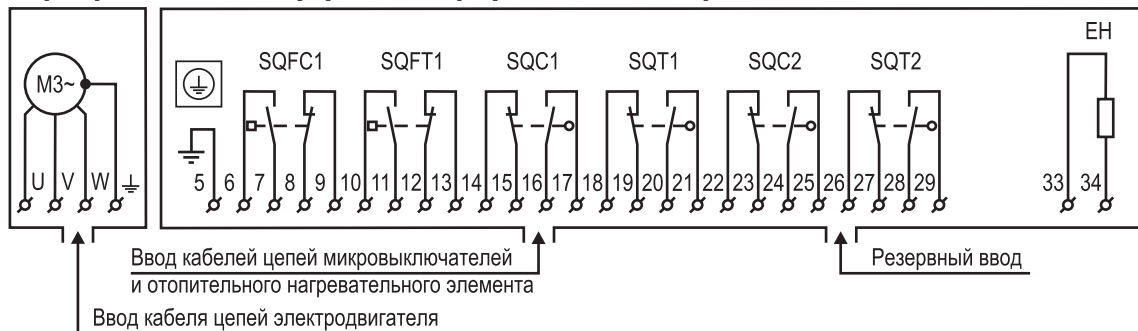 EH
SQFC1 SQFT1 SQC1 SQT1 SQC2 SQT2
M3~
U V W 5 6 7 8 9 10 11 12 13 14 15 16 17 18 19 20 21 22 23 24 25 26 27 28 29 33 34
Ввод кабелей цепей микровыключателей
и отопительного нагревательного элемента
Резервный ввод
Ввод кабеля цепей электродвигателя